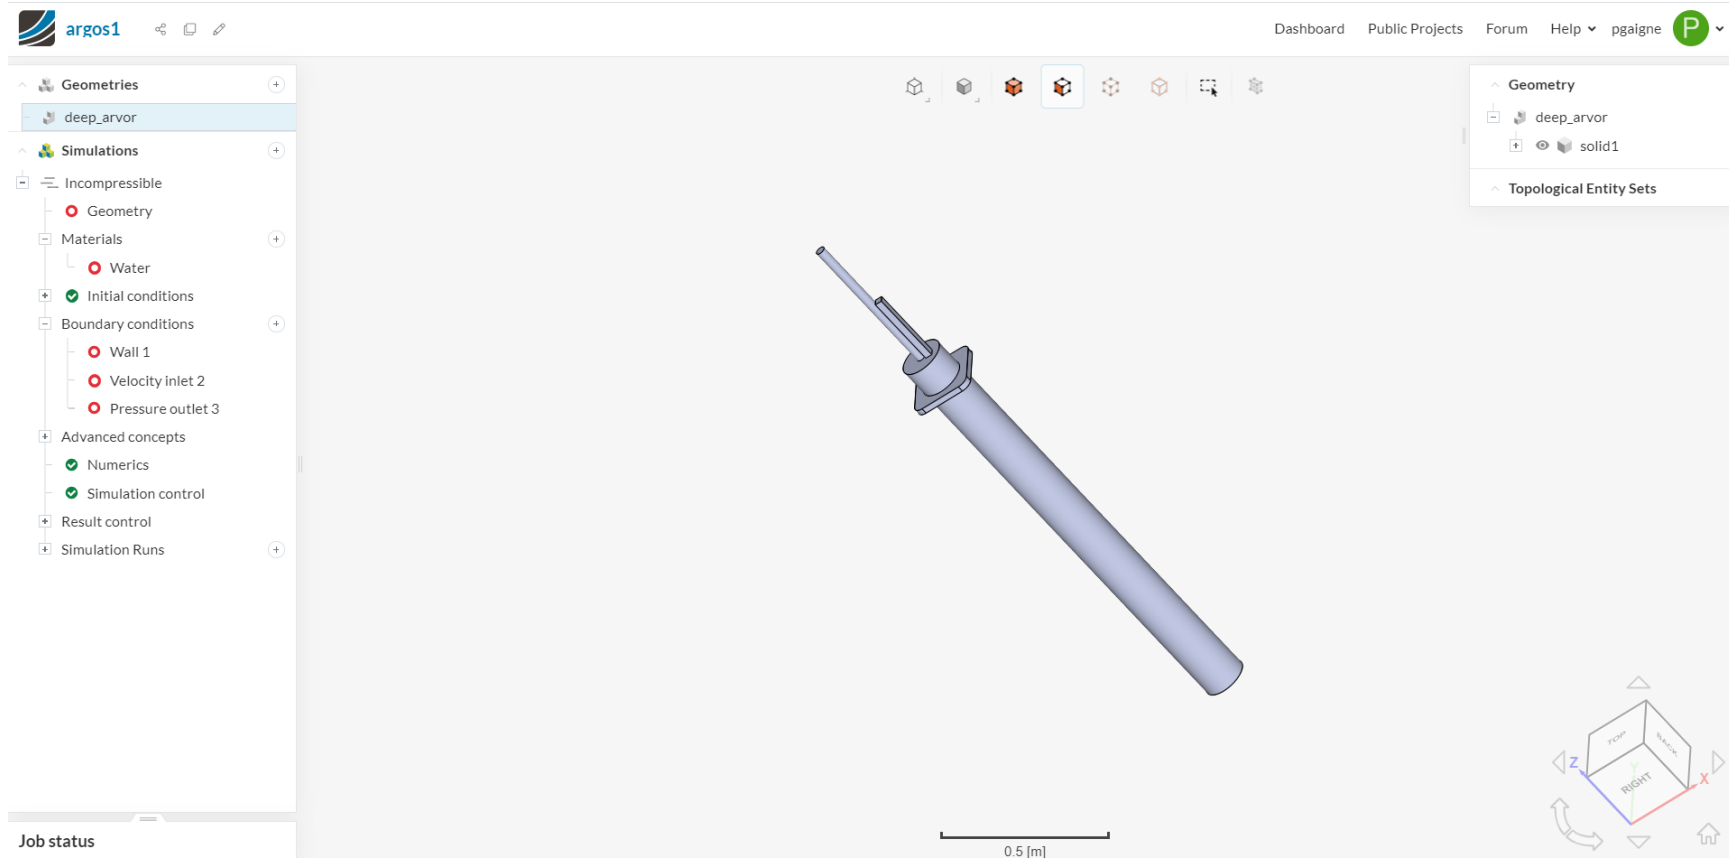 argos1
Dashboard Public Projects Forum Help pgaigne P
Geometries
deep_arvor
Simulations
Incompressible
Geometry
Materials
Water
Initial conditions
Boundary conditions
Wall 1
Velocity inlet 2
Pressure outlet 3
Advanced concepts
Numerics
Simulation control
Result control
Simulation Runs
Job status
0.5 [m]
Geometry
deep_arvor
solid1
Topological Entity Sets
TOP BACK
Z Y X
RIGHT